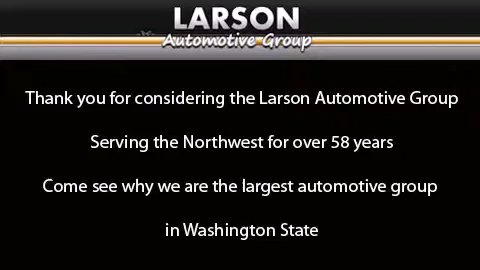 LARSON
Automotive Group
Thank you for considering the Larson Automotive Group
Serving the Northwest for over 58 years
Come see why we are the largest automotive group
in Washington State